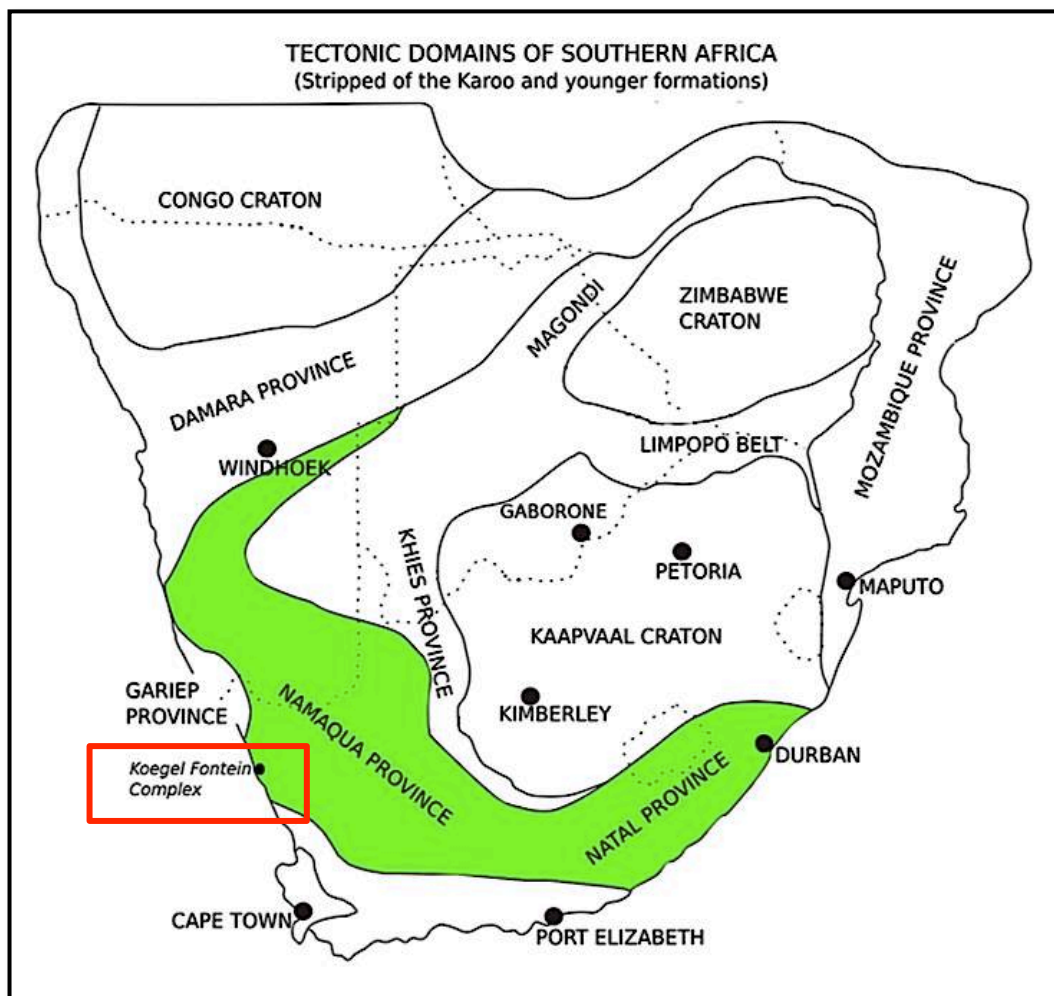 TECTONIC DOMAINS OF SOUTHERN AFRICA
(Stripped of the Karoo and younger formations)
CONGO CRATON
ZIMBABWE
CRATON
MAGONDI
MOZAMBIQUE PROVINCE
DAMARA PROVINCE
WINDHOEK
LIMPOPO BELT
GABORONE
KHIES PROVINCE
PETORIA
MAPUTO
KAAPVAAL CRATON
GARIEP
PROVINCE
NAMAQUA PROVINCE
KIMBERLEY
DURBAN
Koegel Fontein
Complex
NATAL PROVINCE
CAPE TOWN
PORT ELIZABETH